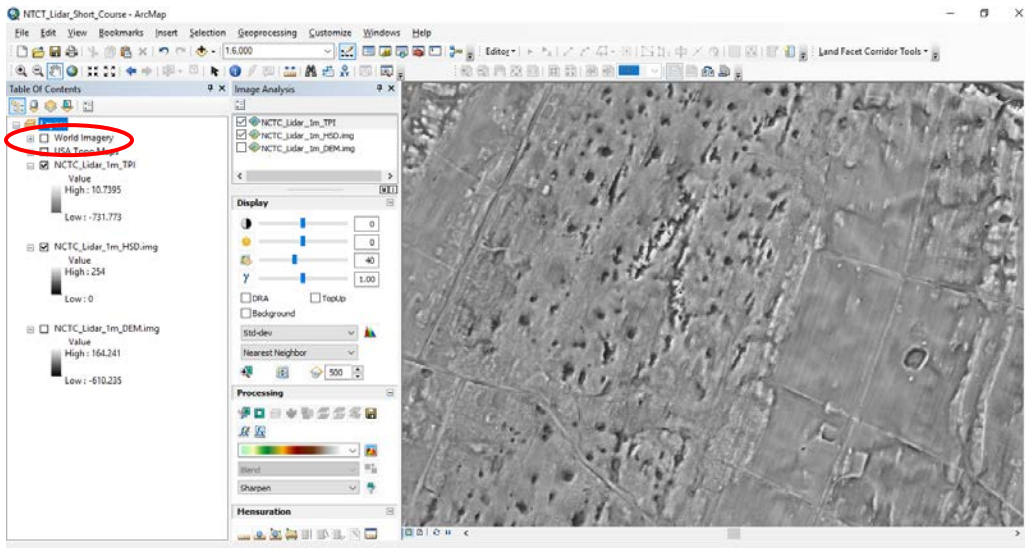 NTCT_Lidar_Short_Course - ArcMap
File Edit View Bookmarks Insert Selection Geoprocessing Customize Windows Help
1:6,000 Editor Land Facet Corridor Tools
Table Of Contents
Image Analysis
World Imagery
USA Topo Maps
NCTC_Lidar_1m_TPI
Value
High : 10.7395
Low : -731.773
NCTC_Lidar_1m_HSD.img
Value
High : 254
Low : 0
NCTC_Lidar_1m_DEM.img
Value
High : 164.241
Low : -610.235
NCTC_Lidar_1m_TPI
NCTC_Lidar_1m_HSD.img
NCTC_Lidar_1m_DEM.img
Display
0
0
40
γ 1.00
DRA TopUp
Background
Std-dev
Nearest Neighbor
500
Processing
Blend
Sharpen
Mensuration